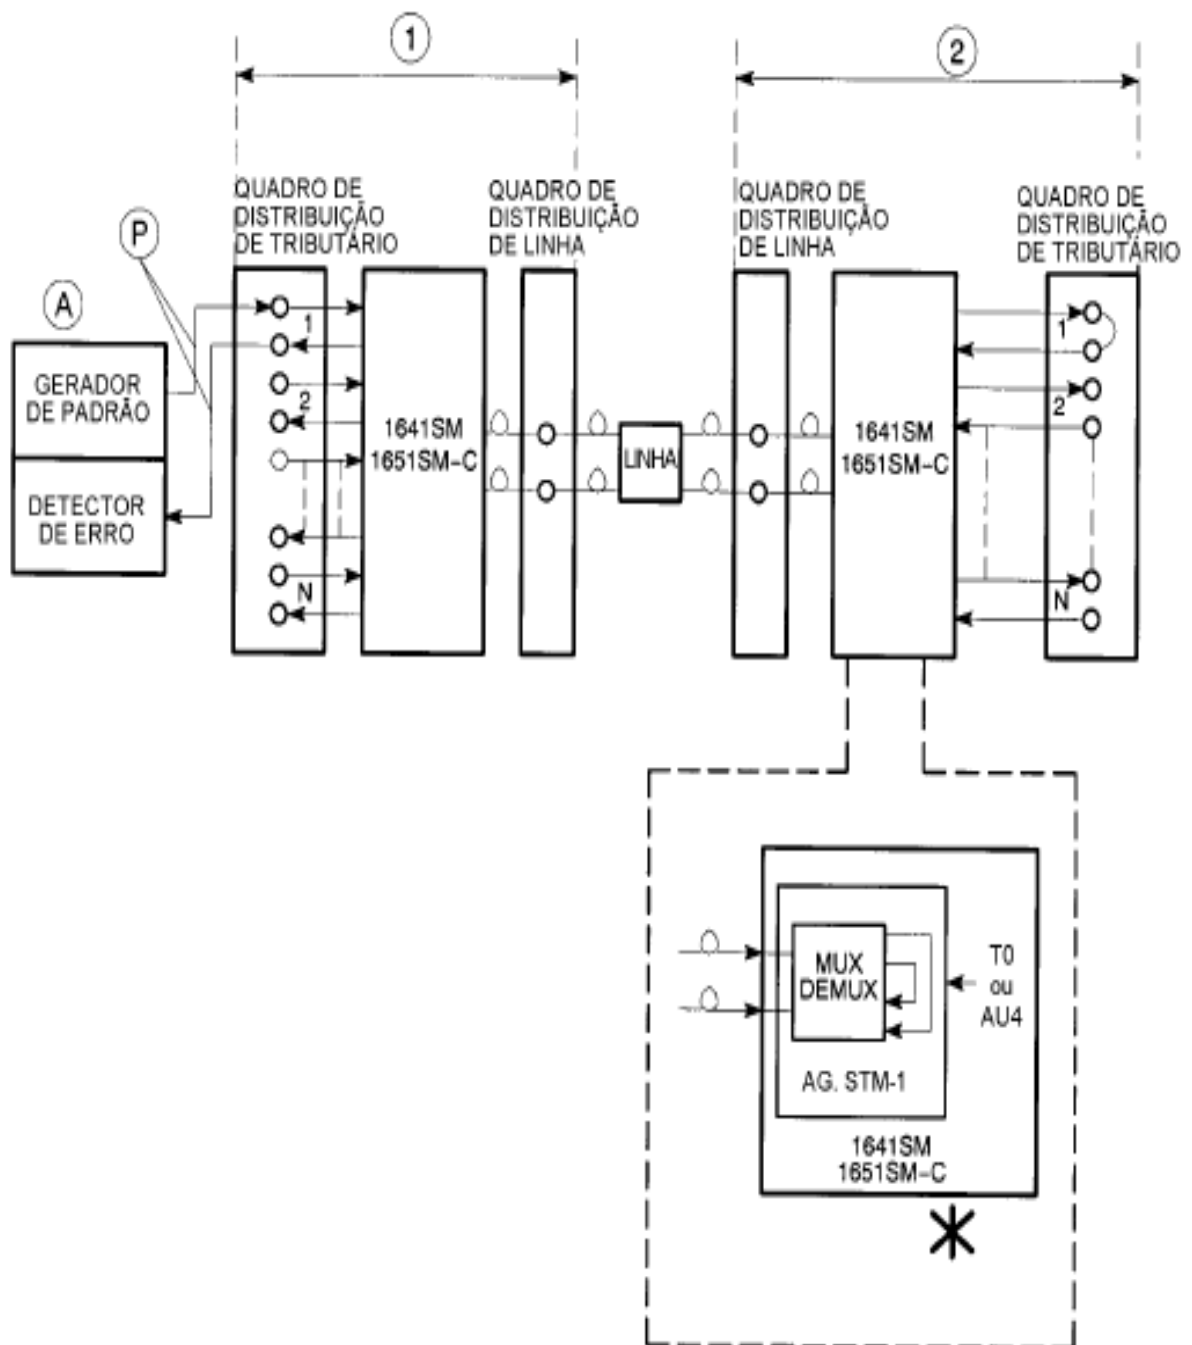 1
2
QUADRO DE
DISTRIBUIÇÃO
DE TRIBUTÁRIO
QUADRO DE
DISTRIBUIÇÃO
DE LINHA
QUADRO DE
DISTRIBUIÇÃO
DE LINHA
QUADRO DE
DISTRIBUIÇÃO
DE TRIBUTÁRIO
P
A
GERADOR
DE PADRÃO
DETECTOR
DE ERRO
1
2
N
1641SM
1651SM-C
LINHA
1641SM
1651SM-C
1
2
N
MUX
DEMUX
T0
ou
AU4
AG. STM-1
1641SM
1651SM-C